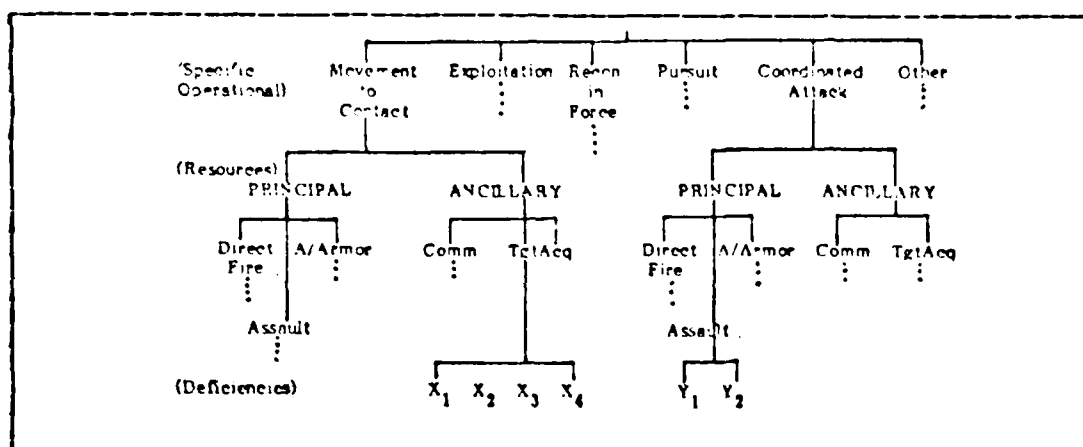 (Specific Movement Exploitation Recon Pursuit Coordinated Other
Operational) to in Attack
Contact Force
(Resources)
PRINCIPAL ANCILLARY PRINCIPAL ANCILLARY
Direct A/Armor Comm TgtAcq Direct A/Armor Comm TgtAcq
Fire Fire
Assault Assault
(Deficiencies) X1 X2 X3 X4 Y1 Y2